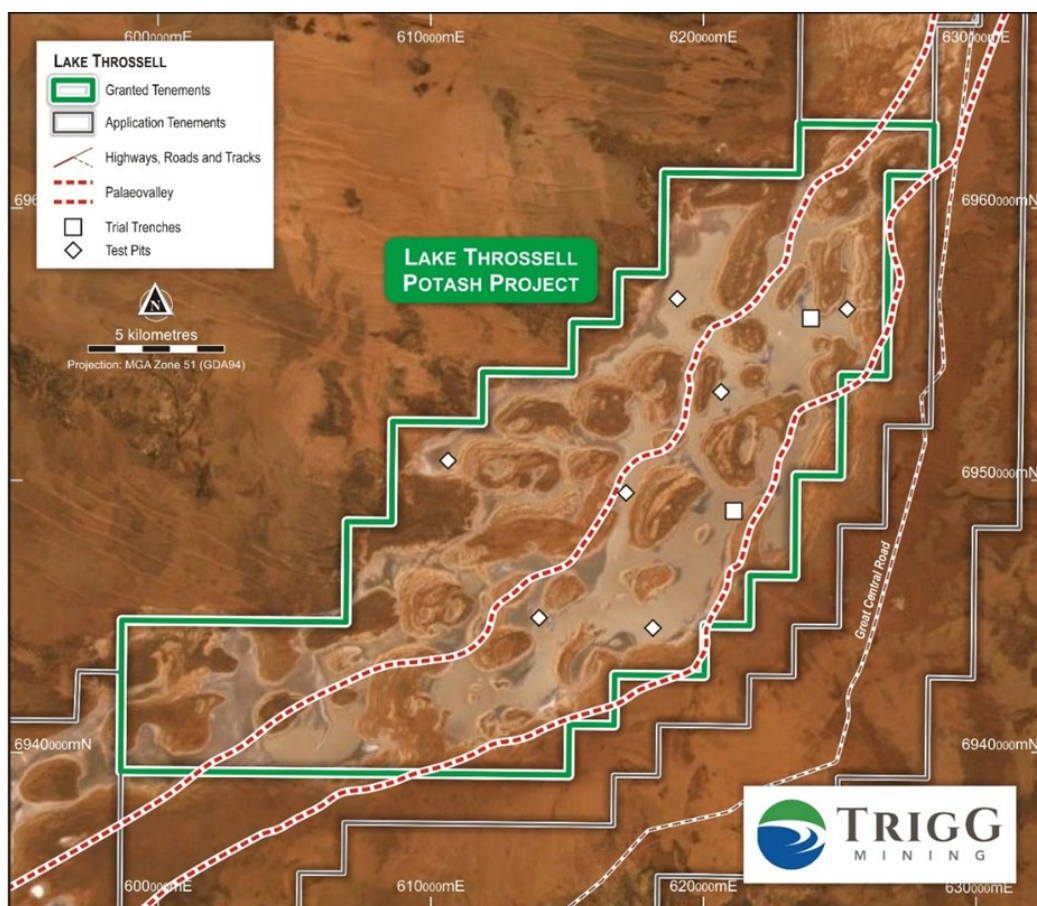 600000mE
610000mE
620000mE
630000mE
LAKE THROSSELL
Granted Tenements
Application Tenements
Highways, Roads and Tracks
Palaeovalley
Trial Trenches
Test Pits
6960000mN
LAKE THROSSELL
POTASH PROJECT
N
5 kilometres
Projection: MGA Zone 51 (GDA94)
6950000mN
Great Central Road
6940000mN
6940000mN
TRIGG
MINING
600000mE
610000mE
620000mE
630000mE